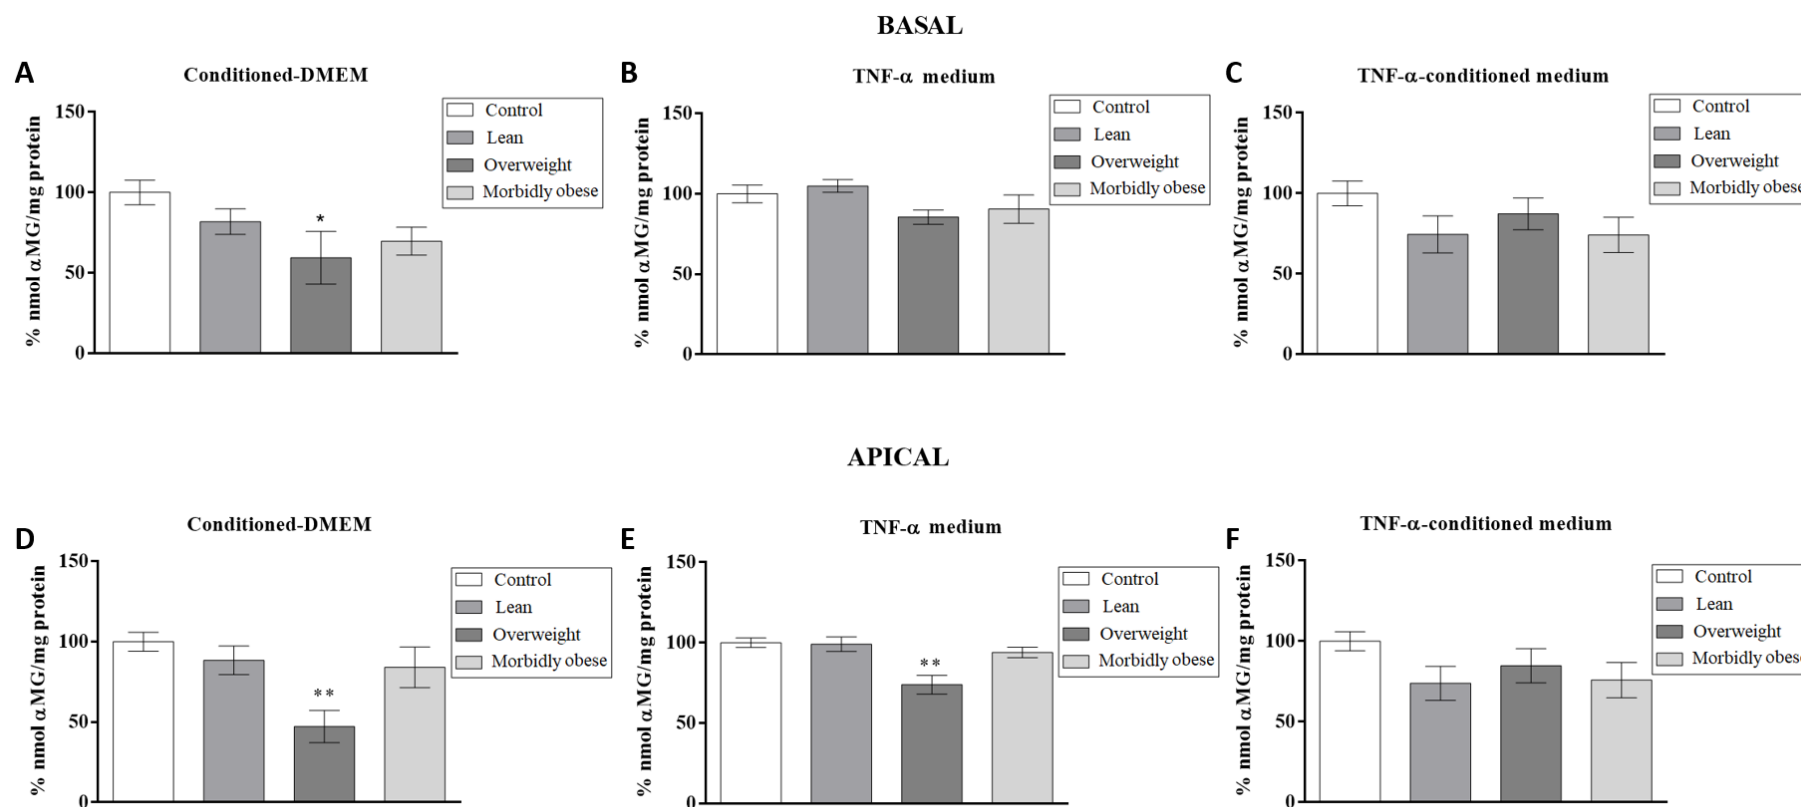 BASAL
A
Conditioned-DMEM
% nmol αMG/mg protein
150
100
50
0
*
Control
Lean
Overweight
Morbidly obese
B
TNF-α medium
% nmol αMG/mg protein
150
100
50
0
Control
Lean
Overweight
Morbidly obese
C
TNF-α-conditioned medium
% nmol αMG/mg protein
150
100
50
0
Control
Lean
Overweight
Morbidly obese
APICAL
D
Conditioned-DMEM
% nmol αMG/mg protein
150
100
50
0
**
Control
Lean
Overweight
Morbidly obese
E
TNF-α medium
% nmol αMG/mg protein
150
100
50
0
**
Control
Lean
Overweight
Morbidly obese
F
TNF-α-conditioned medium
% nmol αMG/mg protein
150
100
50
0
Control
Lean
Overweight
Morbidly obese